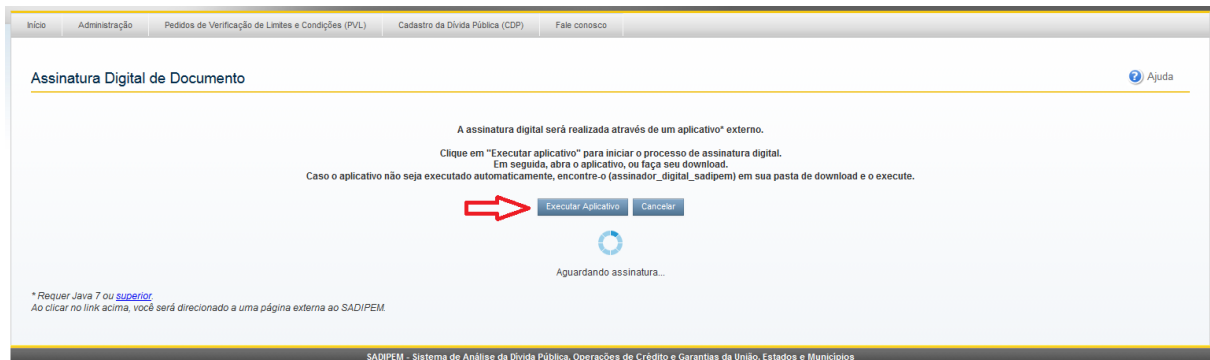 Início Administração Pedidos de Verificação de Limites e Condições (PVL) Cadastro da Dívida Pública (CDP) Fale conosco
Assinatura Digital de Documento
Ajuda
A assinatura digital será realizada através de um aplicativo* externo.
Clique em "Executar aplicativo" para iniciar o processo de assinatura digital.
Em seguida, abra o aplicativo, ou faça seu download.
Caso o aplicativo não seja executado automaticamente, encontre-o (assinador_digital_sadipem) em sua pasta de download e o execute.
Executar Aplicativo Cancelar
Aguardando assinatura...
* Requer Java 7 ou superior.
Ao clicar no link acima, você será direcionado a uma página externa ao SADIPEM.
SADIPEM - Sistema de Análise da Dívida Pública, Operações de Crédito e Garantias da União, Estados e Municípios